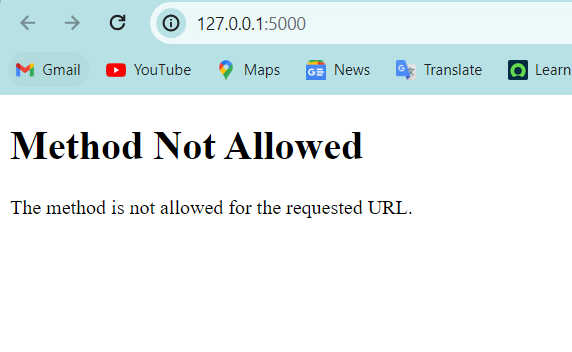 127.0.0.1:5000
Gmail YouTube Maps GE News G Translate Learn
Method Not Allowed
The method is not allowed for the requested URL.